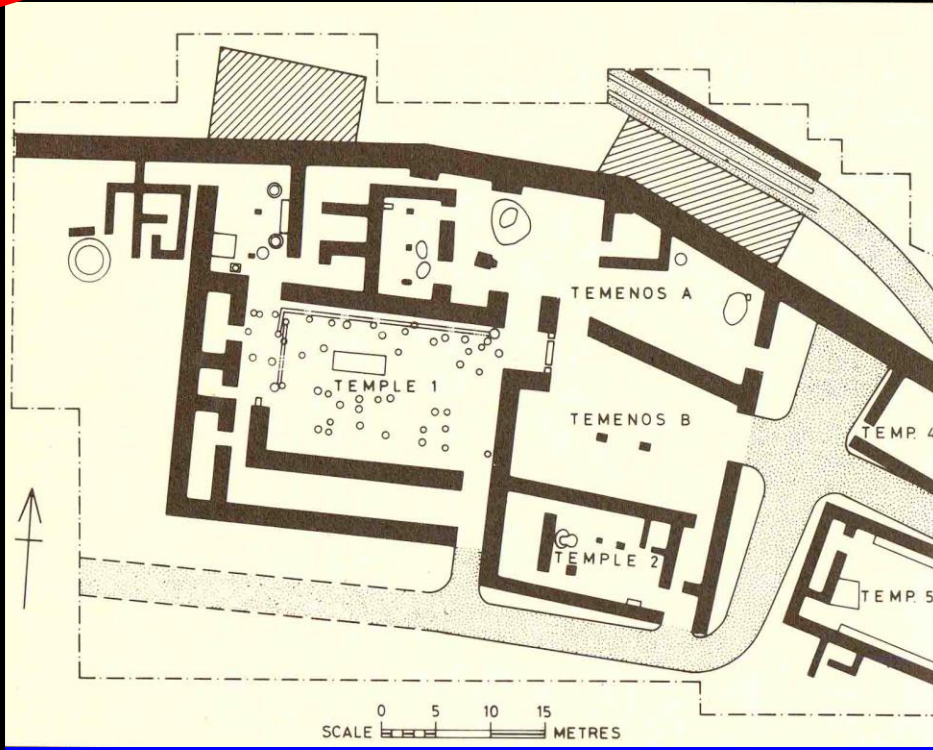 TEMENOS A
TEMPLE 1
TEMENOS B
TEMP. 4
TEMPLE 2
TEMP. 5
0 5 10 15
SCALE METRES